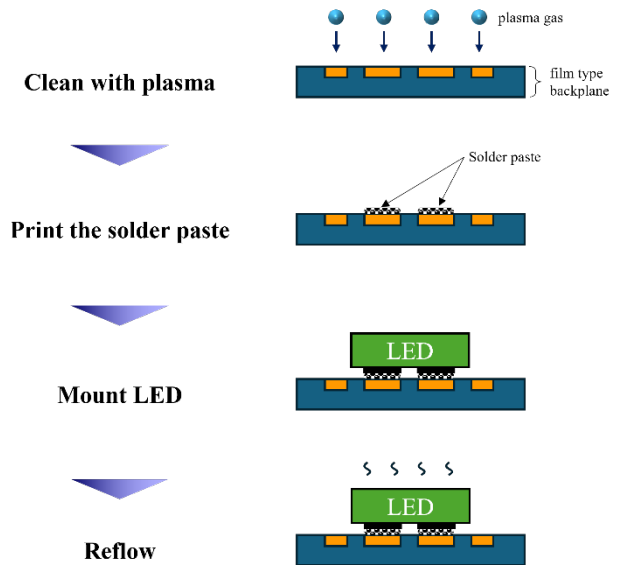 plasma gas
Clean with plasma
film type
backplane
Solder paste
Print the solder paste
LED
Mount LED
LED
Reflow